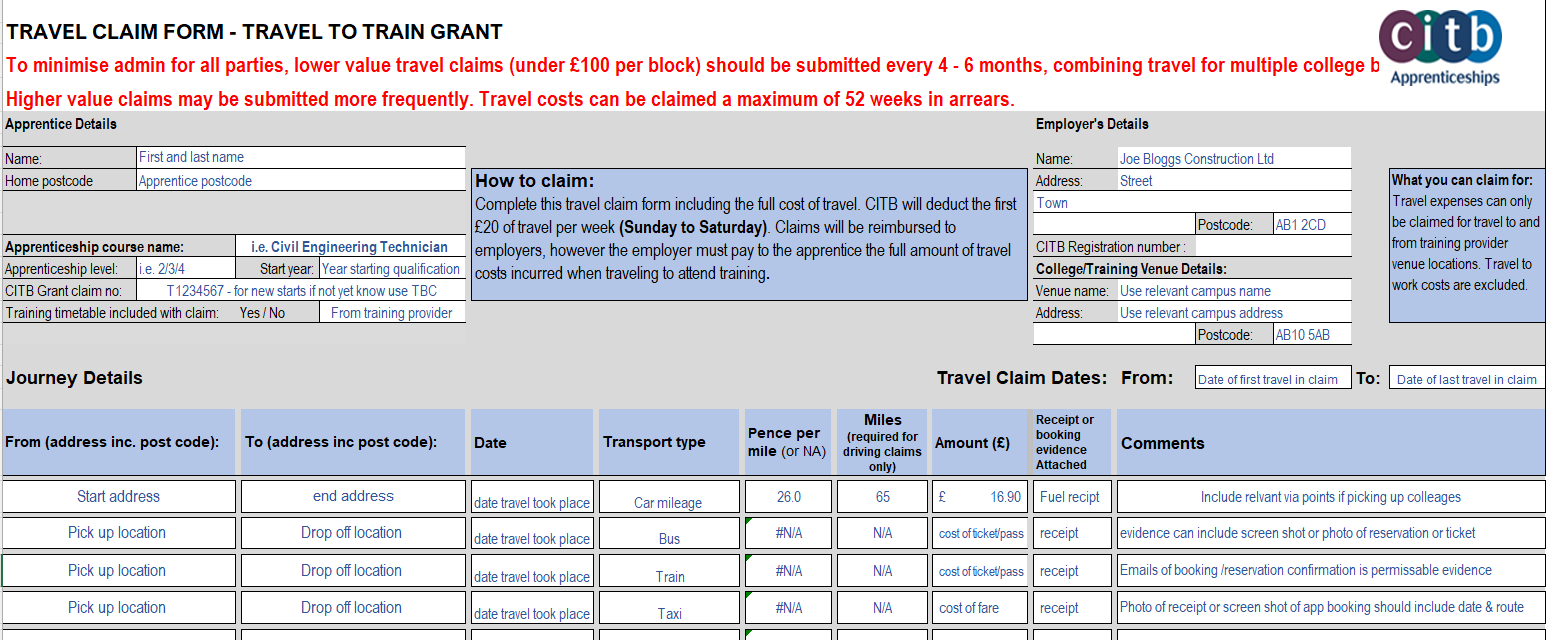 TRAVEL CLAIM FORM - TRAVEL TO TRAIN GRANT
citb
Apprenticeships
To minimise admin for all parties, lower value travel claims (under £100 per block) should be submitted every 4 - 6 months, combining travel for multiple college b
Higher value claims may be submitted more frequently. Travel costs can be claimed a maximum of 52 weeks in arrears.
Apprentice Details
Name: First and last name
Home postcode Apprentice postcode
Apprenticeship course name: i.e. Civil Engineering Technician
Apprenticeship level: i.e. 2/3/4 Start year: Year starting qualification
CITB Grant claim no: T1234567 - for new starts if not yet know use TBC
Training timetable included with claim: Yes / No From training provider
How to claim:
Complete this travel claim form including the full cost of travel. CITB will deduct the first
£20 of travel per week (Sunday to Saturday). Claims will be reimbursed to
employers, however the employer must pay to the apprentice the full amount of travel
costs incurred when traveling to attend training.
Employer's Details
Name: Joe Bloggs Construction Ltd
Address: Street
Town
Postcode: AB1 2CD
CITB Registration number :
College/Training Venue Details:
Venue name: Use relevant campus name
Address: Use relevant campus address
Postcode: AB10 5AB
What you can claim for:
Travel expenses can only
be claimed for travel to and
from training provider
venue locations. Travel to
work costs are excluded.
Journey Details
Travel Claim Dates: From: Date of first travel in claim To: Date of last travel in claim
From (address inc. post code):
To (address inc post code):
Date
Transport type
Pence per
mile (or NA)
Miles
(required for
driving claims
only)
Amount (£)
Receipt or
booking
evidence
Attached
Comments
Start address end address date travel took place Car mileage 26.0 65 £ 16.90 Fuel recipt Include relvant via points if picking up colleages
Pick up location Drop off location date travel took place Bus #N/A N/A cost of ticket/pass receipt evidence can include screen shot or photo of reservation or ticket
Pick up location Drop off location date travel took place Train #N/A N/A cost of ticket/pass receipt Emails of booking /reservation confirmation is permissable evidence
Pick up location Drop off location date travel took place Taxi #N/A N/A cost of fare receipt Photo of receipt or screen shot of app booking should include date & route